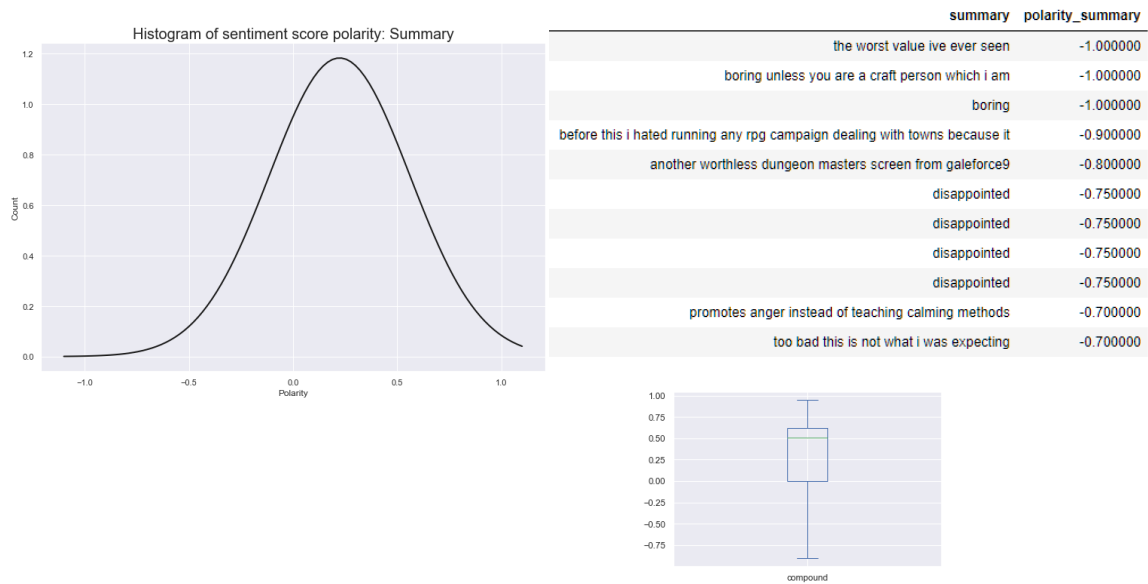 Histogram of sentiment score polarity: Summary
1.2
1.0
0.8
0.6
0.4
0.2
0.0
Count
−1.0 −0.5 0.0 0.5 1.0
Polarity
summary polarity_summary
the worst value ive ever seen -1.000000
boring unless you are a craft person which i am -1.000000
boring -1.000000
before this i hated running any rpg campaign dealing with towns because it -0.900000
another worthless dungeon masters screen from galeforce9 -0.800000
disappointed -0.750000
disappointed -0.750000
disappointed -0.750000
disappointed -0.750000
promotes anger instead of teaching calming methods -0.700000
too bad this is not what i was expecting -0.700000
1.00
0.75
0.50
0.25
0.00
−0.25
−0.50
−0.75
compound